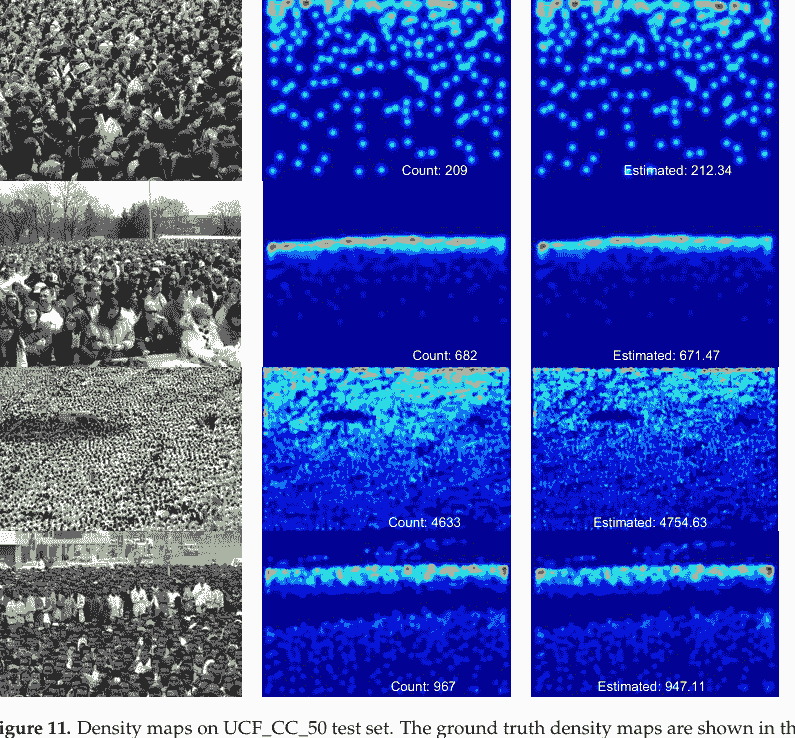 Count: 209
Estimated: 212.34
Count: 682
Estimated: 671.47
Count: 4633
Estimated: 4754.63
Count: 967
Estimated: 947.11
igure 11. Density maps on UCF_CC_50 test set. The ground truth density maps are shown in th